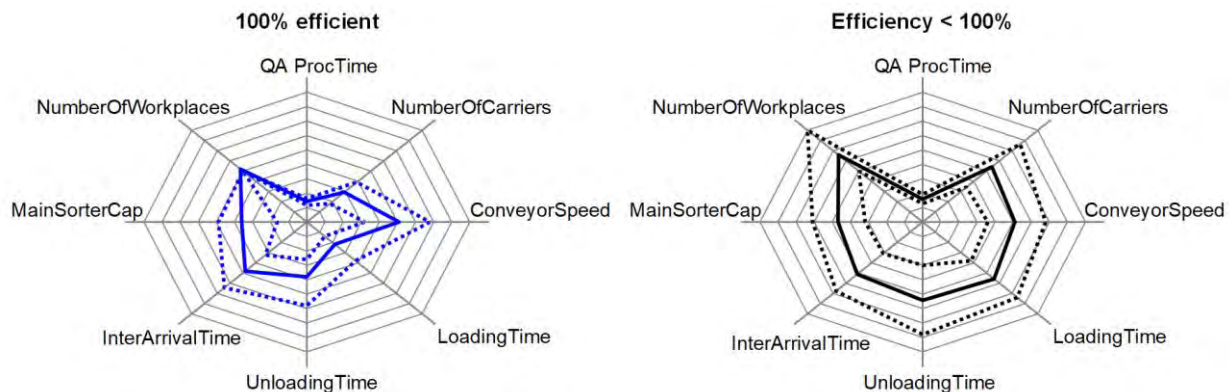 100% efficient
QA ProcTime
NumberOfWorkplaces
NumberOfCarriers
MainSorterCap
ConveyorSpeed
InterArrivalTime
LoadingTime
UnloadingTime
Efficiency < 100%
QA ProcTime
NumberOfWorkplaces
NumberOfCarriers
MainSorterCap
ConveyorSpeed
InterArrivalTime
LoadingTime
UnloadingTime